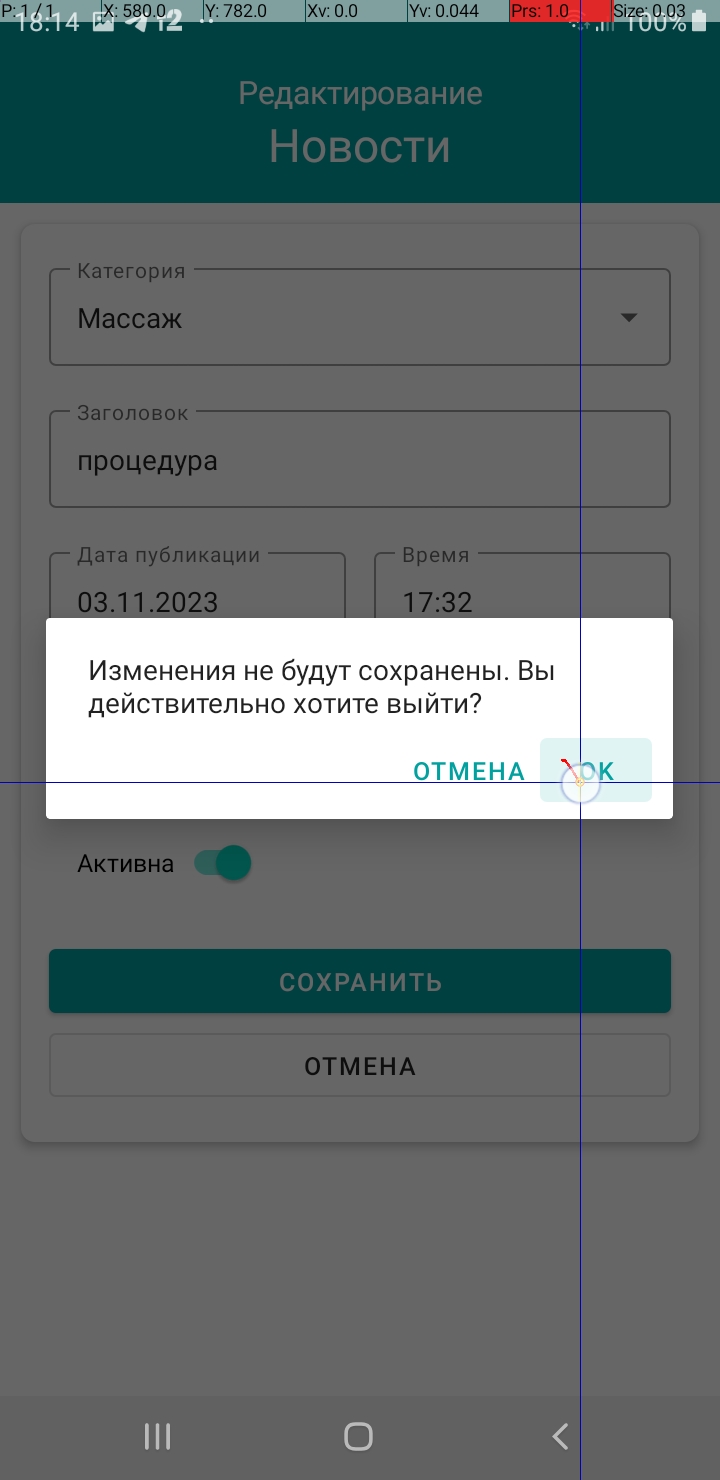 P: 1 / 1 X: 580.0 Y: 782.0 Xv: 0.0 Yv: 0.044 Prs: 1.0 Size: 0.03
18:14 100%
Редактирование
Новости
Категория
Массаж
Заголовок
процедура
Дата публикации Время
03.11.2023 17:32
Изменения не будут сохранены. Вы
действительно хотите выйти?
ОТМЕНА OK
Активна
СОХРАНИТЬ
ОТМЕНА